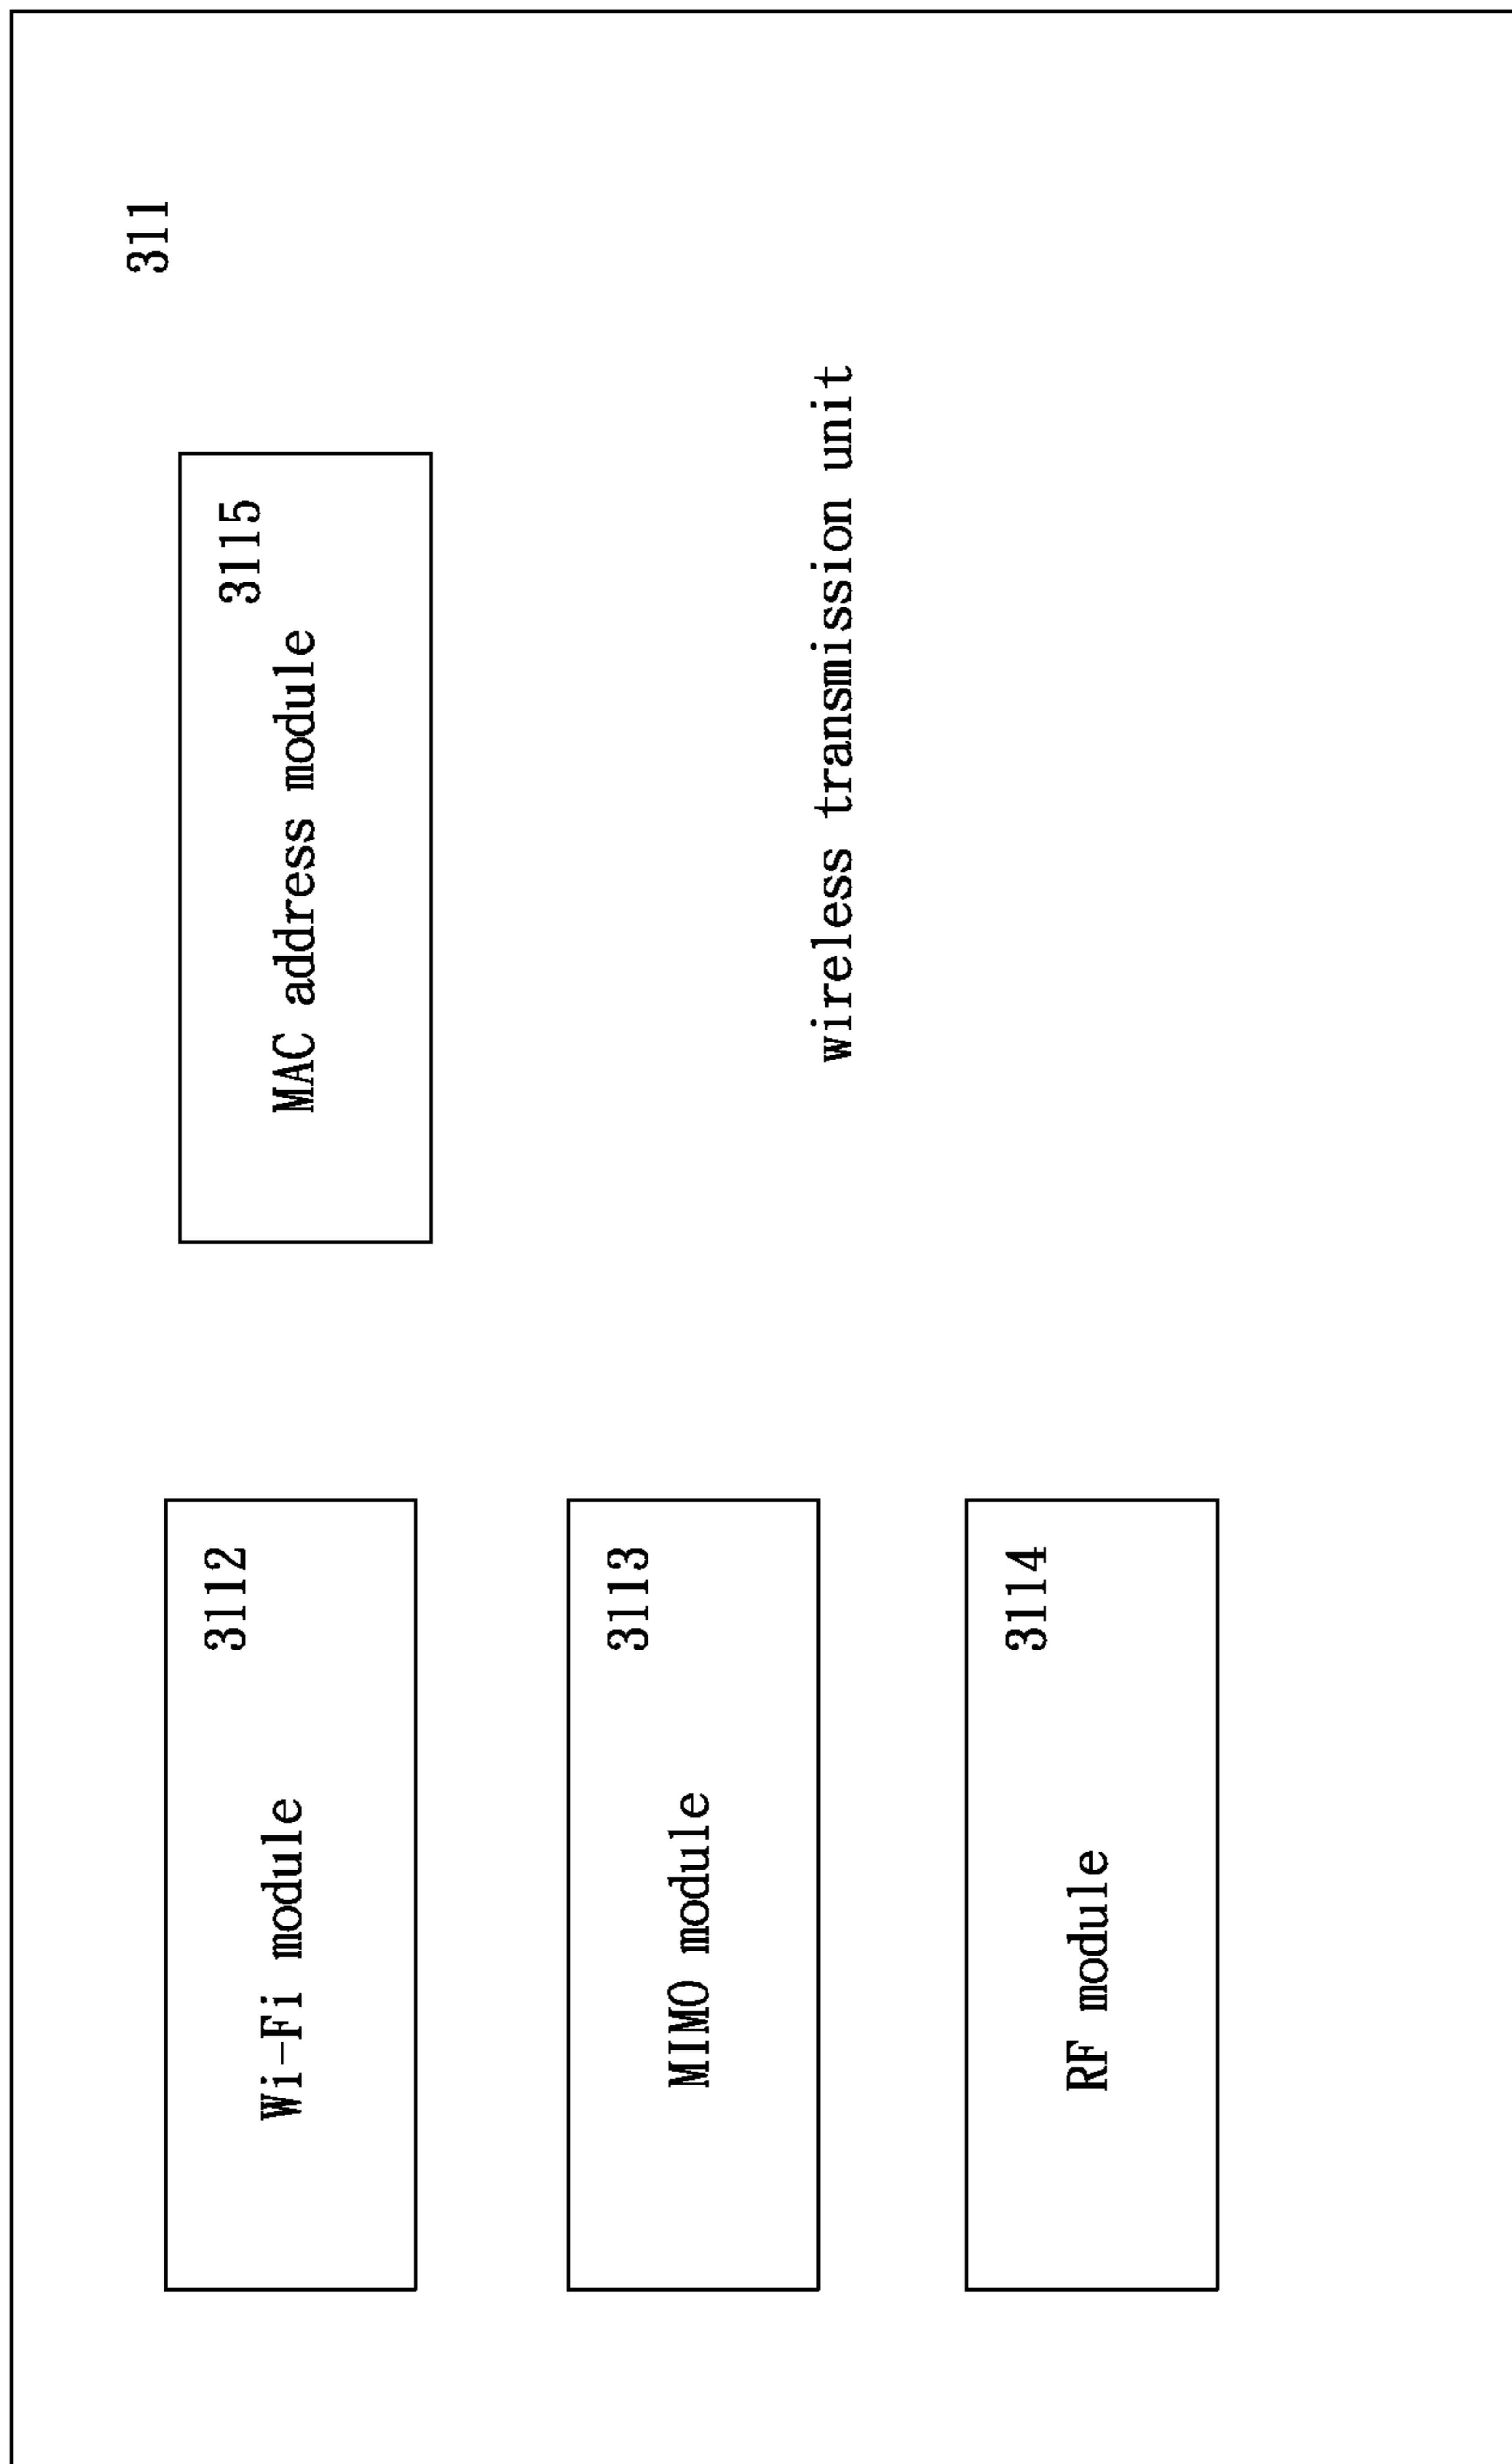 311
3112
Wi-Fi module
3115
MAC address module
3113
MIMO module
wireless transmission unit
3114
RF module